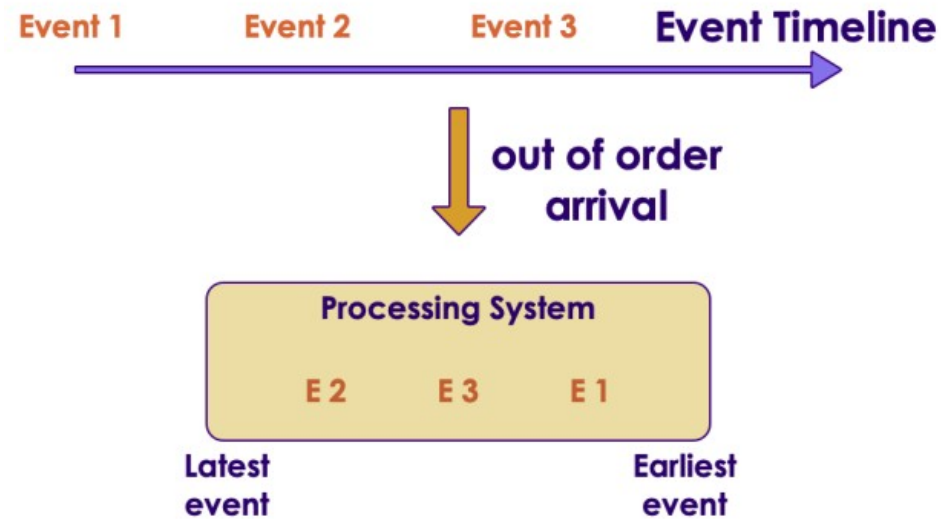 Event 1 Event 2 Event 3 Event Timeline
out of order
arrival
Processing System
E 2 E 3 E 1
Latest
event
Earliest
event